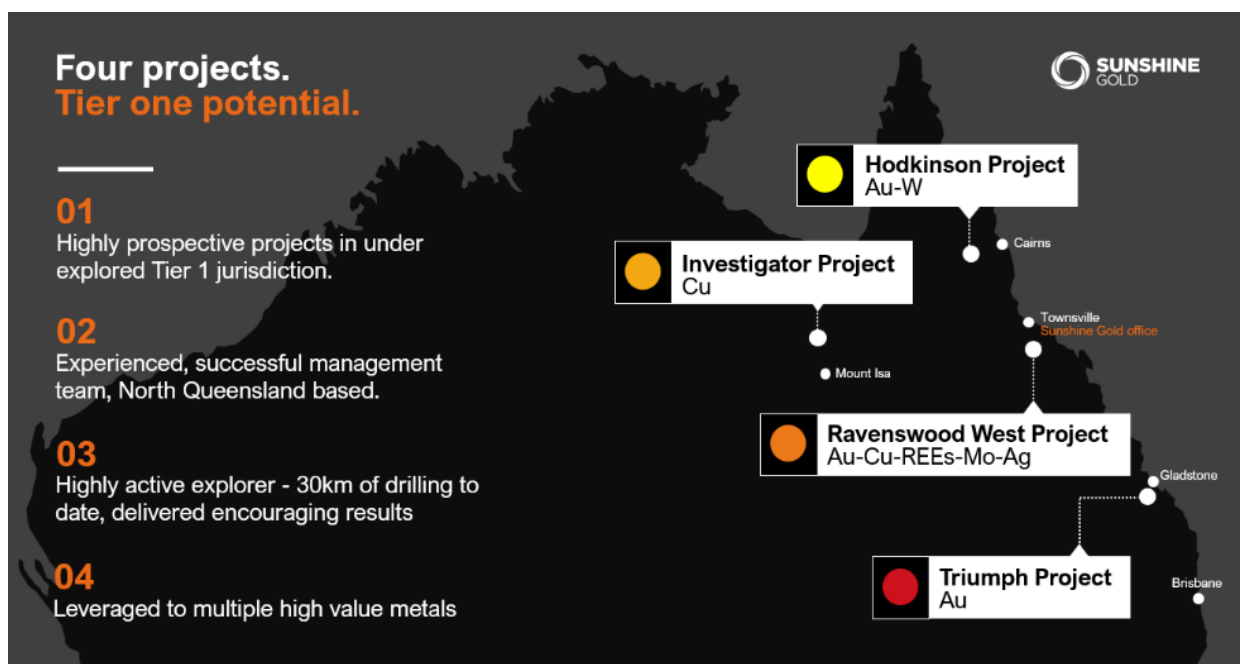 Four projects.
Tier one potential.
SUNSHINE
GOLD
01
Highly prospective projects in under
explored Tier 1 jurisdiction.
02
Experienced, successful management
team, North Queensland based.
03
Highly active explorer - 30km of drilling to
date, delivered encouraging results
04
Leveraged to multiple high value metals
Hodkinson Project
Au-W
Cairns
Investigator Project
Cu
Townsville
Sunshine Gold office
Mount Isa
Ravenswood West Project
Au-Cu-REEs-Mo-Ag
Gladstone
Triumph Project
Au
Brisbane